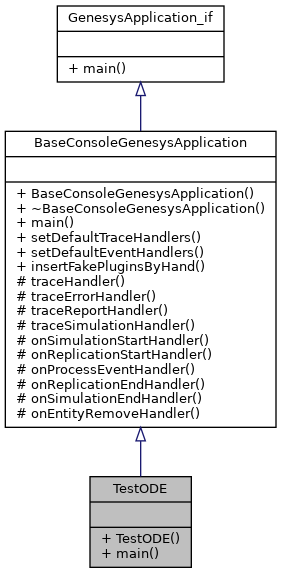 GenesysApplication_if
+ main()
BaseConsoleGenesysApplication
+ BaseConsoleGenesysApplication()
+ ~BaseConsoleGenesysApplication()
+ main()
+ setDefaultTraceHandlers()
+ setDefaultEventHandlers()
+ insertFakePluginsByHand()
# traceHandler()
# traceErrorHandler()
# traceReportHandler()
# traceSimulationHandler()
# onSimulationStartHandler()
# onReplicationStartHandler()
# onProcessEventHandler()
# onReplicationEndHandler()
# onSimulationEndHandler()
# onEntityRemoveHandler()
TestODE
+ TestODE()
+ main()